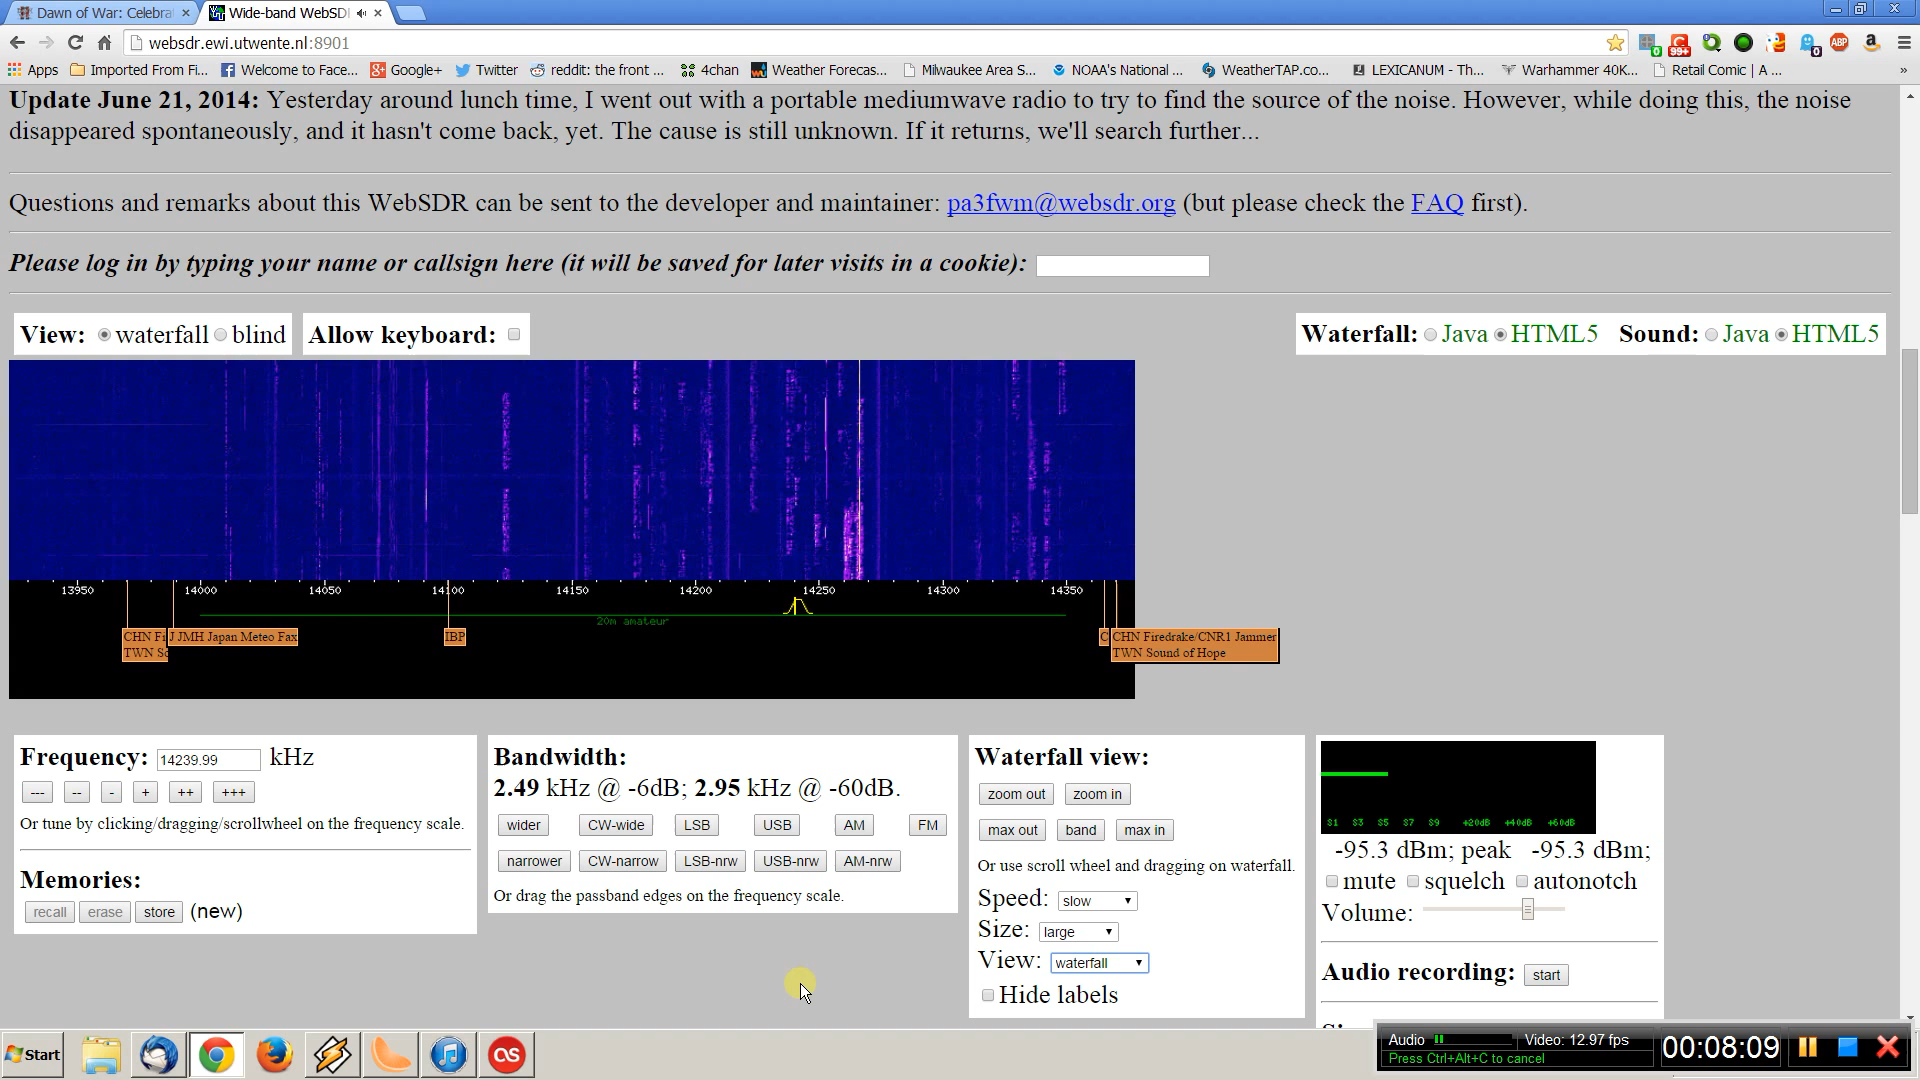 Dawn of War: Celebra
Wide-band WebSD
websdr.ewi.utwente.nl:8901
Apps Imported From Fi... Welcome to Face... Google+ Twitter reddit: the front ... 4chan Weather Forecas... Milwaukee Area S... NOAA's National ... WeatherTAP.co... LEXICANUM - Th... Warhammer 40K... Retail Comic | A ... »
Update June 21, 2014: Yesterday around lunch time, I went out with a portable mediumwave radio to try to find the source of the noise. However, while doing this, the noise
disappeared spontaneously, and it hasn't come back, yet. The cause is still unknown. If it returns, we'll search further...
Questions and remarks about this WebSDR can be sent to the developer and maintainer: pa3fwm@websdr.org (but please check the FAQ first).
Please log in by typing your name or callsign here (it will be saved for later visits in a cookie):
View: waterfall blind Allow keyboard: Waterfall: Java HTML5 Sound: Java HTML5
13950 14000 14050 14100 14150 14200 14250 14300 14350
20m amateur
CHN Fi J JMH Japan Meteo Fax IBP C CHN Firedrake/CNR1 Jammer
TWN So TWN Sound of Hope
Frequency: 14239.99 kHz
--- -- - + ++ +++
Or tune by clicking/dragging/scrollwheel on the frequency scale.
Memories:
recall erase store (new)
Bandwidth:
2.49 kHz @ -6dB; 2.95 kHz @ -60dB.
wider CW-wide LSB USB AM FM
narrower CW-narrow LSB-nrw USB-nrw AM-nrw
Or drag the passband edges on the frequency scale.
Waterfall view:
zoom out zoom in
max out band max in
Or use scroll wheel and dragging on waterfall.
Speed: slow
Size: large
View: waterfall
Hide labels
S1 S3 S5 S7 S9 +20dB +40dB +60dB
-95.3 dBm; peak -95.3 dBm;
mute squelch autonotch
Volume:
Audio recording: start
Start
99+
0
0
ABP
Audio Video: 12.97 fps
Press Ctrl+Alt+C to cancel
00:08:09